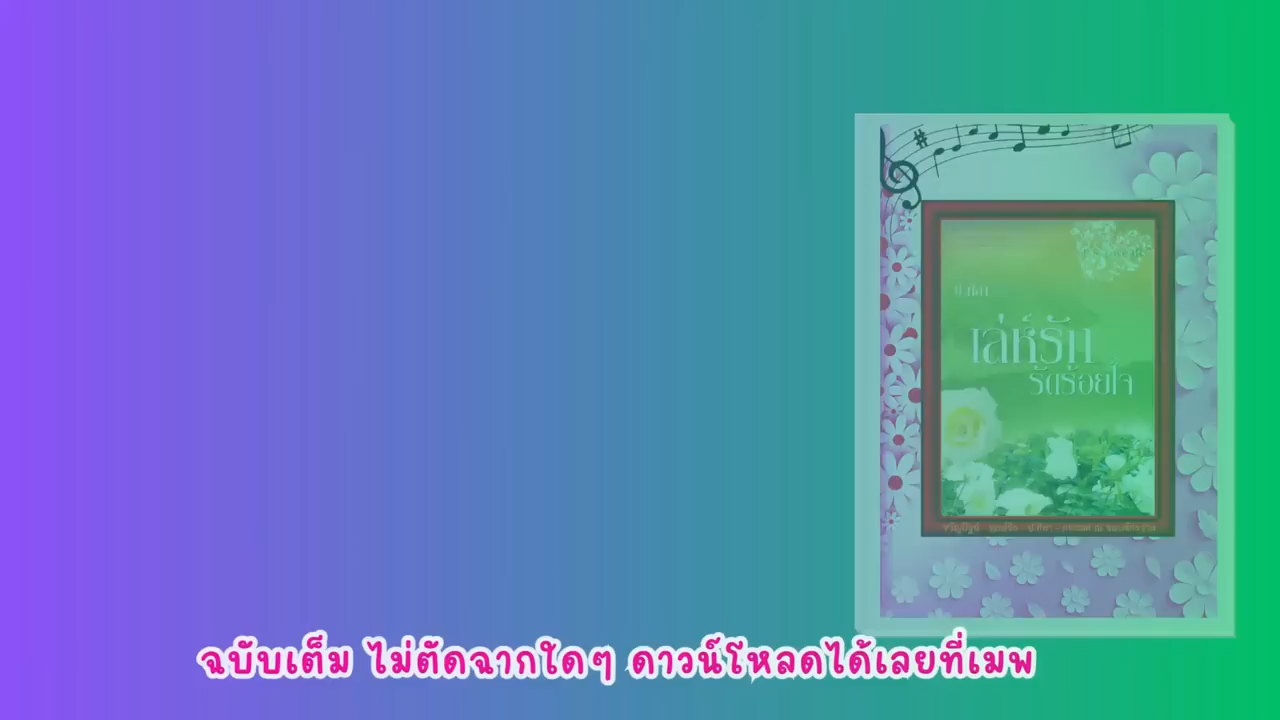 เล่ห์รัก
รัดร้อยใจ
ฉบับเต็ม ไม่ตัดฉากใดๆ ดาวน์โหลดได้เลยที่เมพ